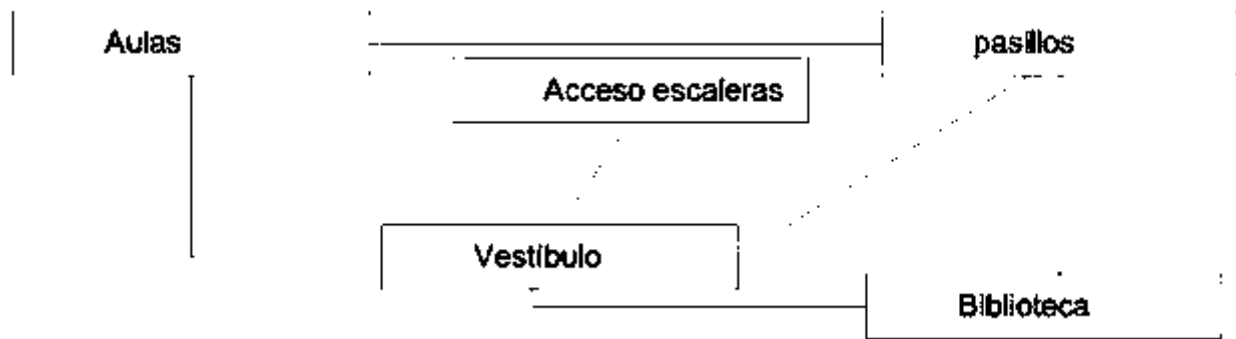 Aulas
pasillos
Acceso escaleras
Vestíbulo
Biblioteca